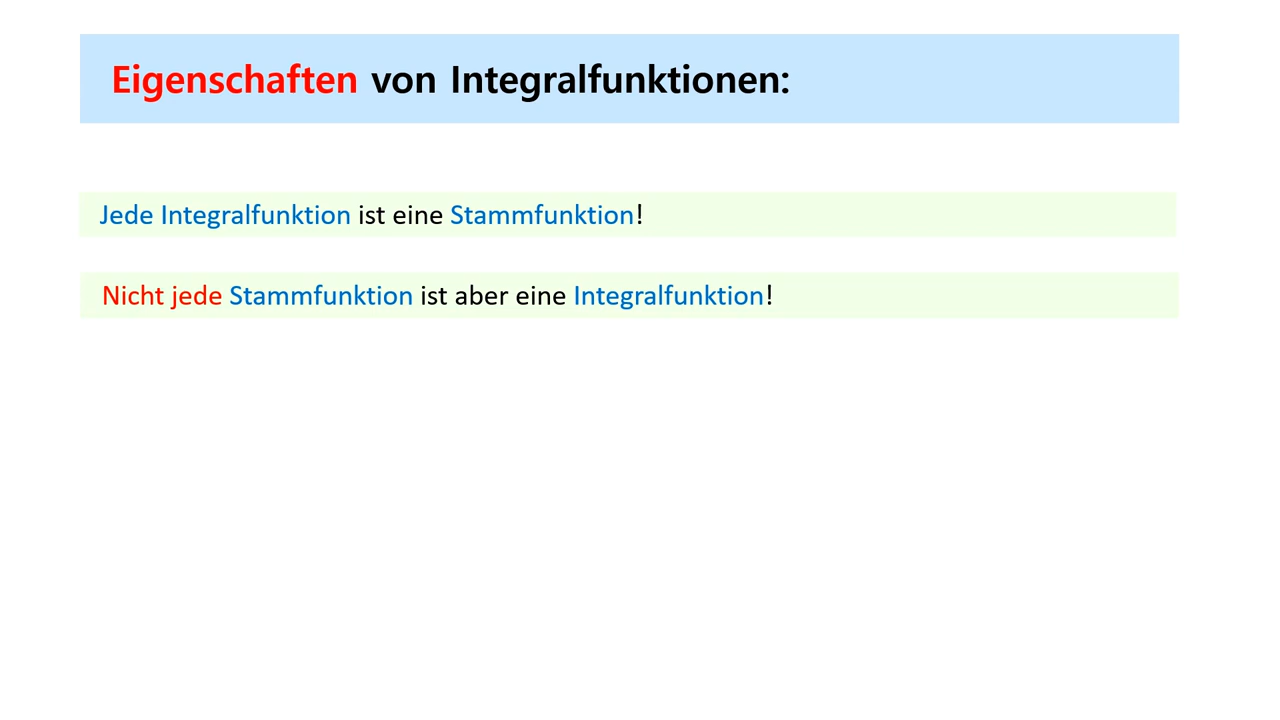 Eigenschaften von Integralfunktionen:
Jede Integralfunktion ist eine Stammfunktion!
Nicht jede Stammfunktion ist aber eine Integralfunktion!